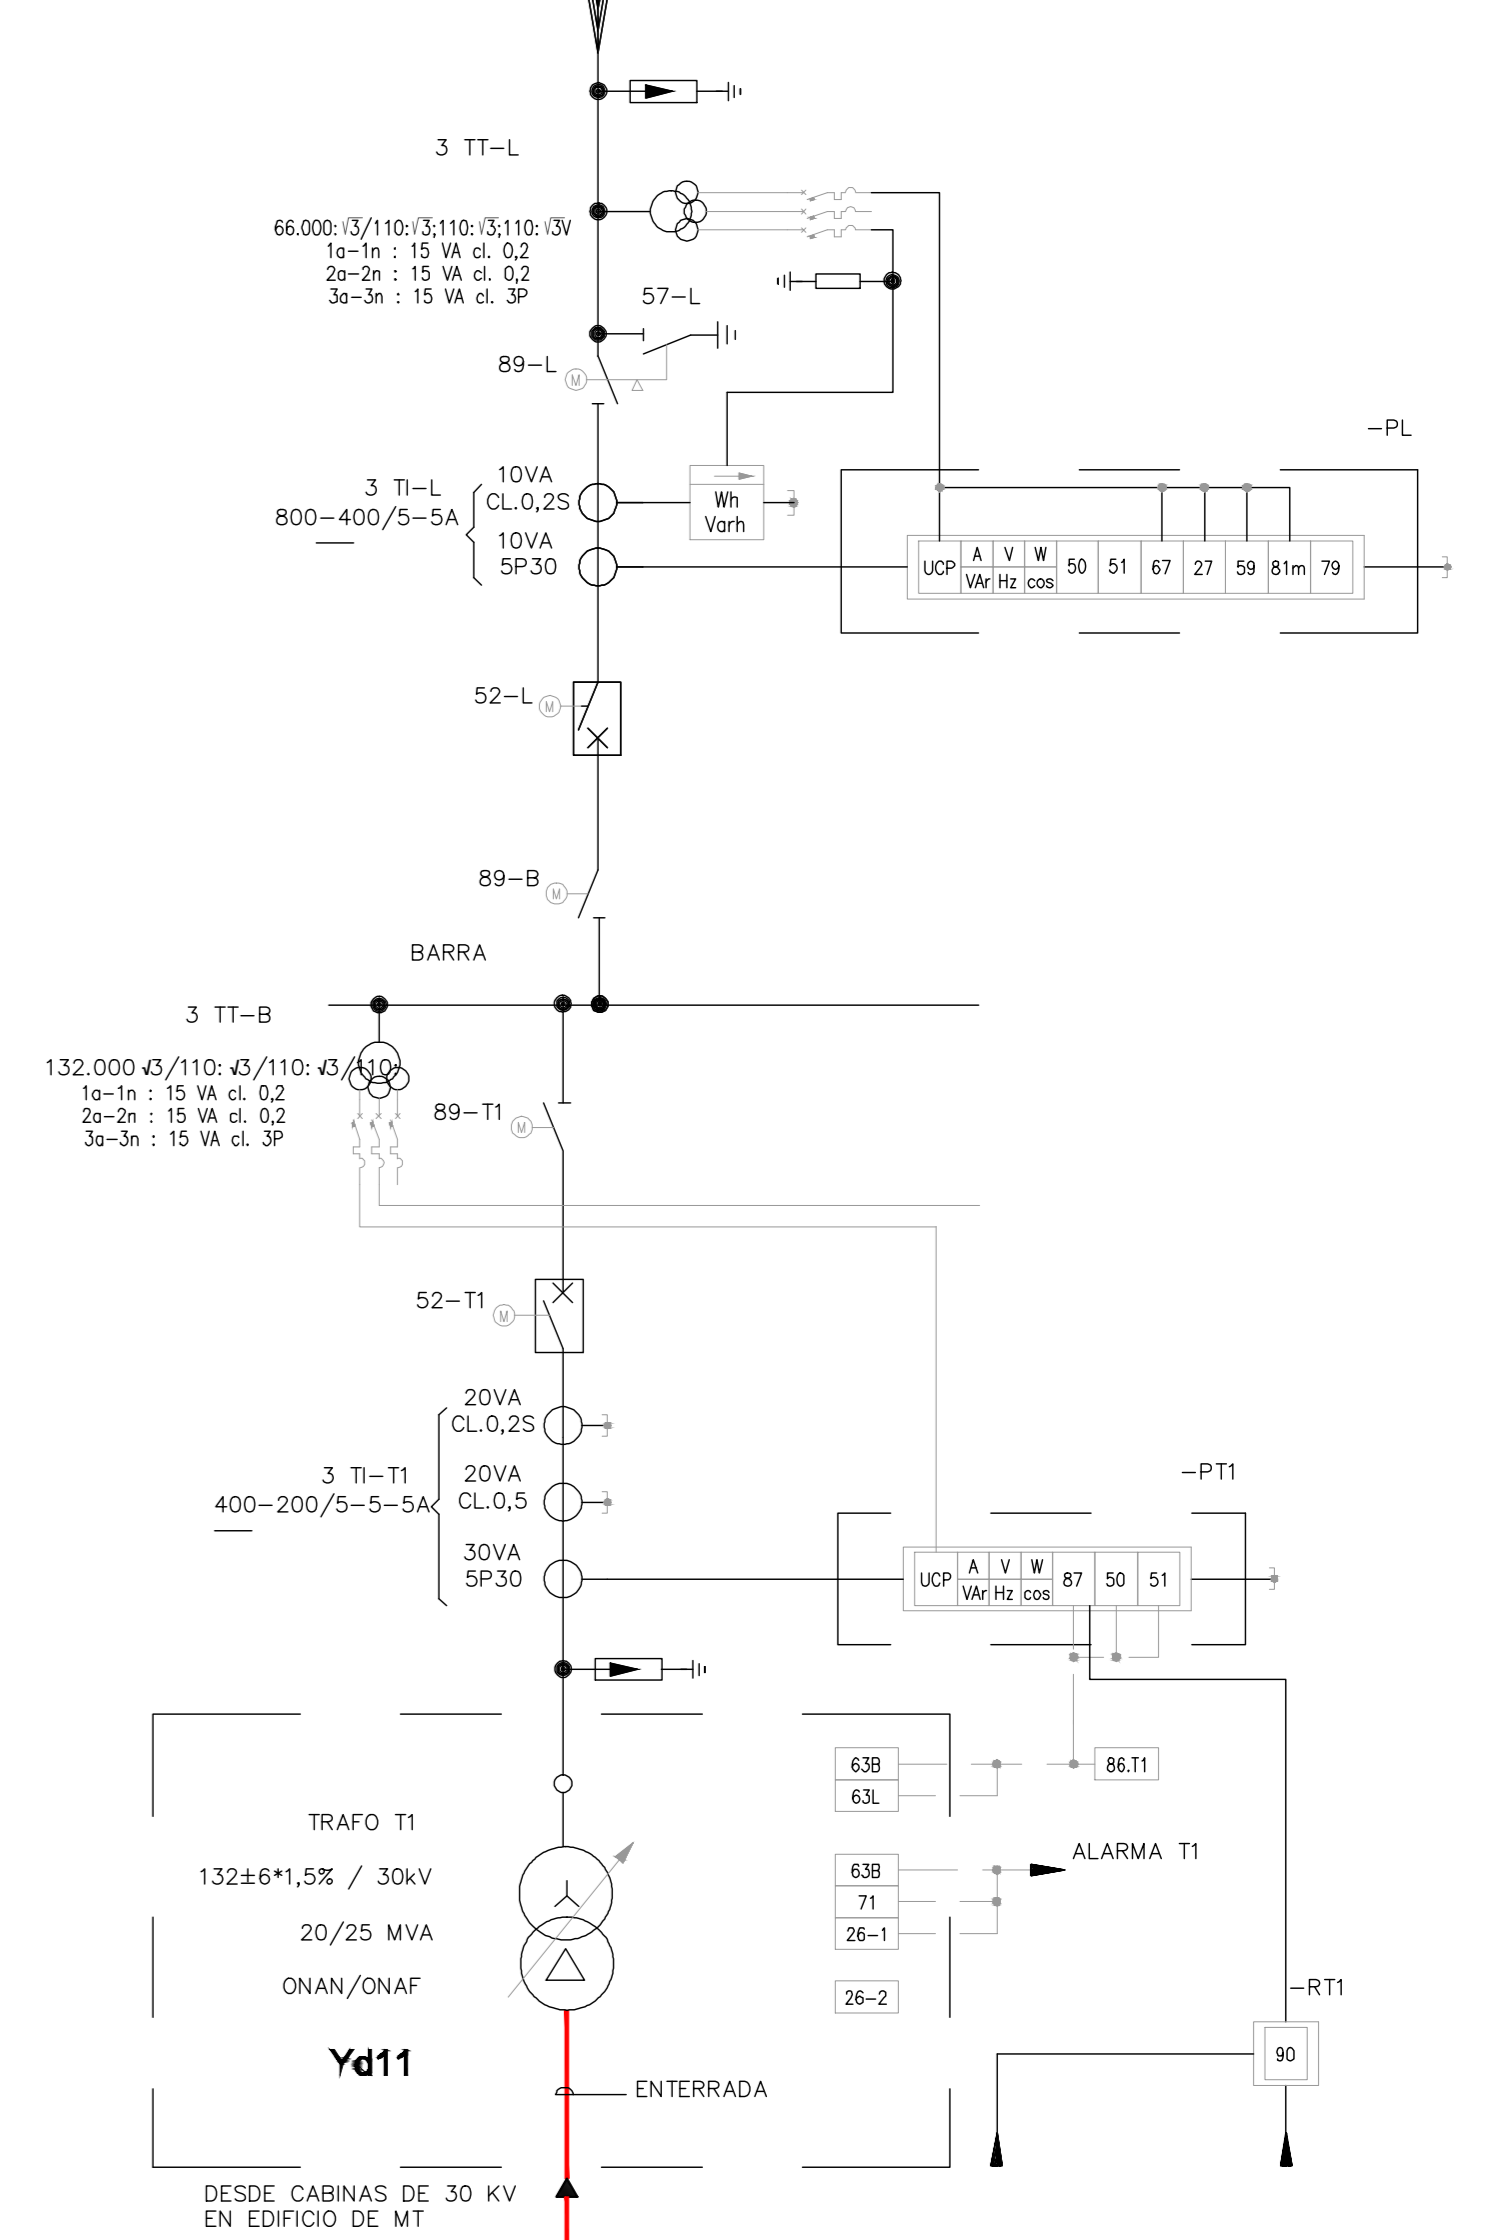 3 TT-L
66.000:√3/110:√3;110:√3;110:√3V
1a-1n : 15 VA cl. 0,2
2a-2n : 15 VA cl. 0,2
3a-3n : 15 VA cl. 3P
57-L
89-L
M
-PL
3 TI-L
800-400/5-5A
10VA
CL.0,2S
10VA
5P30
Wh
Varh
UCP
A V W
VAr Hz cos
50 51 67 27 59 81m 79
52-L
M
89-B
M
BARRA
3 TT-B
132.000 √3/110: √3/110: √3/110:
1a-1n : 15 VA cl. 0,2
2a-2n : 15 VA cl. 0,2
3a-3n : 15 VA cl. 3P
89-T1
M
52-T1
M
20VA
CL.0,2S
3 TI-T1
400-200/5-5-5A
20VA
CL.0,5
30VA
5P30
-PT1
UCP
A V W
VAr Hz cos
87 50 51
63B
63L
86.T1
TRAFO T1
132±6*1,5% / 30kV
20/25 MVA
ONAN/ONAF
Yd11
63B
71
26-1
ALARMA T1
26-2
-RT1
90
ENTERRADA
DESDE CABINAS DE 30 KV
EN EDIFICIO DE MT